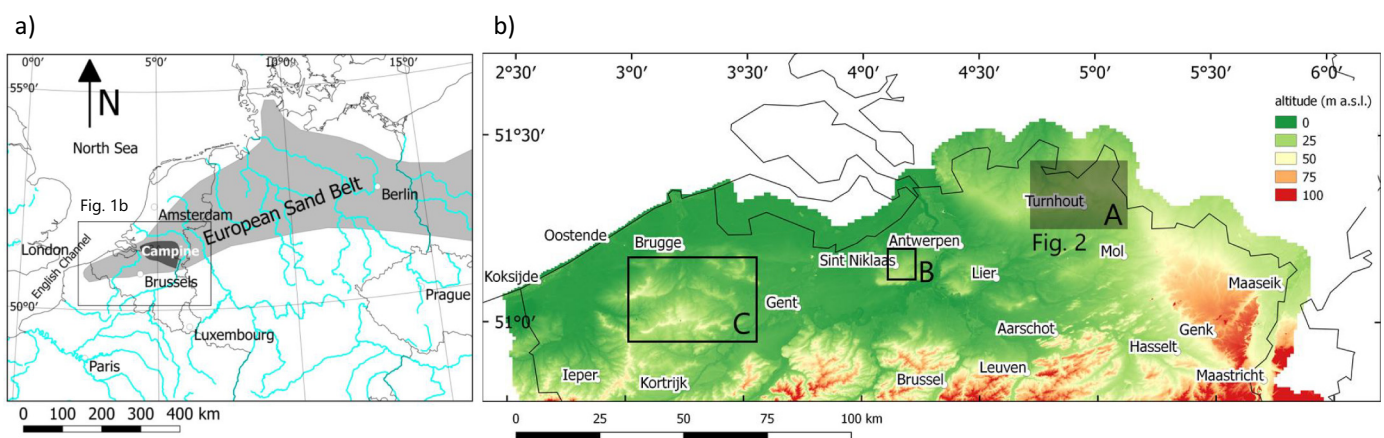 a)
b)
0°0′
5°0′
10°0′
15°0′
55°0′
N
North Sea
European Sand Belt
Berlin
Fig. 1b
Amsterdam
London
Campine
English Channel
Brussels
50°0′
Prague
Luxembourg
Paris
0 100 200 300 400 km
2°30′ 3°0′ 3°30′ 4°0′ 4°30′ 5°0′ 5°30′ 6°0′
altitude (m a.s.l.)
0
25
50
75
100
51°30′
Turnhout
A
Fig. 2
Oostende
Brugge
Antwerpen
Sint Niklaas
B
Lier
Mol
Koksijde
Maaseik
Gent
C
51°0′
Aarschot
Genk
Hasselt
Ieper
Kortrijk
Brussel
Leuven
Maastricht
0 25 50 75 100 km